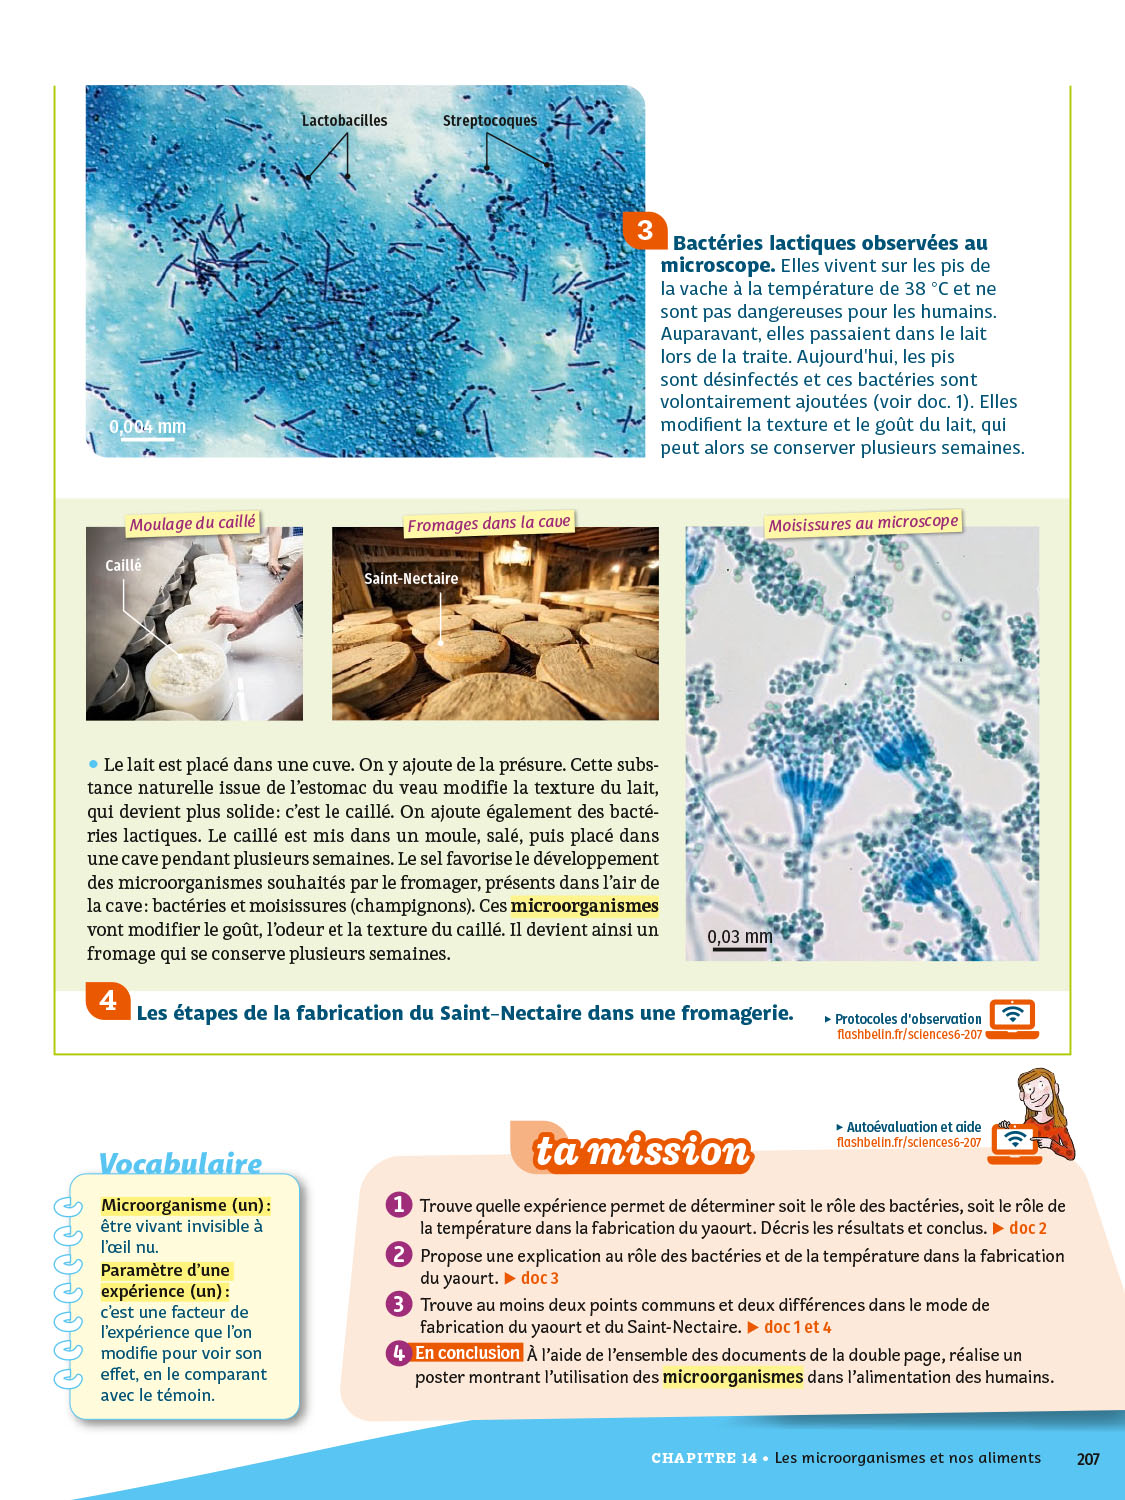 Lactobacilles
Streptocoques
0,004 mm
3
Bactéries lactiques observées au
microscope. Elles vivent sur les pis de
la vache à la température de 38 °C et ne
sont pas dangereuses pour les humains.
Auparavant, elles passaient dans le lait
lors de la traite. Aujourd'hui, les pis
sont désinfectés et ces bactéries sont
volontairement ajoutées (voir doc. 1). Elles
modifient la texture et le goût du lait, qui
peut alors se conserver plusieurs semaines.
Moulage du caillé
Caillé
Fromages dans la cave
Saint-Nectaire
Moisissures au microscope
0,03 mm
• Le lait est placé dans une cuve. On y ajoute de la présure. Cette subs-
tance naturelle issue de l'estomac du veau modifie la texture du lait,
qui devient plus solide : c'est le caillé. On ajoute également des bacté-
ries lactiques. Le caillé est mis dans un moule, salé, puis placé dans
une cave pendant plusieurs semaines. Le sel favorise le développement
des microorganismes souhaités par le fromager, présents dans l'air de
la cave : bactéries et moisissures (champignons). Ces microorganismes
vont modifier le goût, l'odeur et la texture du caillé. Il devient ainsi un
fromage qui se conserve plusieurs semaines.
4
Les étapes de la fabrication du Saint-Nectaire dans une fromagerie.
▸ Protocoles d'observation
flashbelin.fr/sciences6-207
Vocabulaire
Microorganisme (un) :
être vivant invisible à
l'œil nu.
Paramètre d'une
expérience (un) :
c'est une facteur de
l'expérience que l'on
modifie pour voir son
effet, en le comparant
avec le témoin.
ta mission
▸ Autoévaluation et aide
flashbelin.fr/sciences6-207
1 Trouve quelle expérience permet de déterminer soit le rôle des bactéries, soit le rôle de
la température dans la fabrication du yaourt. Décris les résultats et conclus. ▶ doc 2
2 Propose une explication au rôle des bactéries et de la température dans la fabrication
du yaourt. ▶ doc 3
3 Trouve au moins deux points communs et deux différences dans le mode de
fabrication du yaourt et du Saint-Nectaire. ▶ doc 1 et 4
4 En conclusion À l'aide de l'ensemble des documents de la double page, réalise un
poster montrant l'utilisation des microorganismes dans l'alimentation des humains.
CHAPITRE 14 • Les microorganismes et nos aliments
207